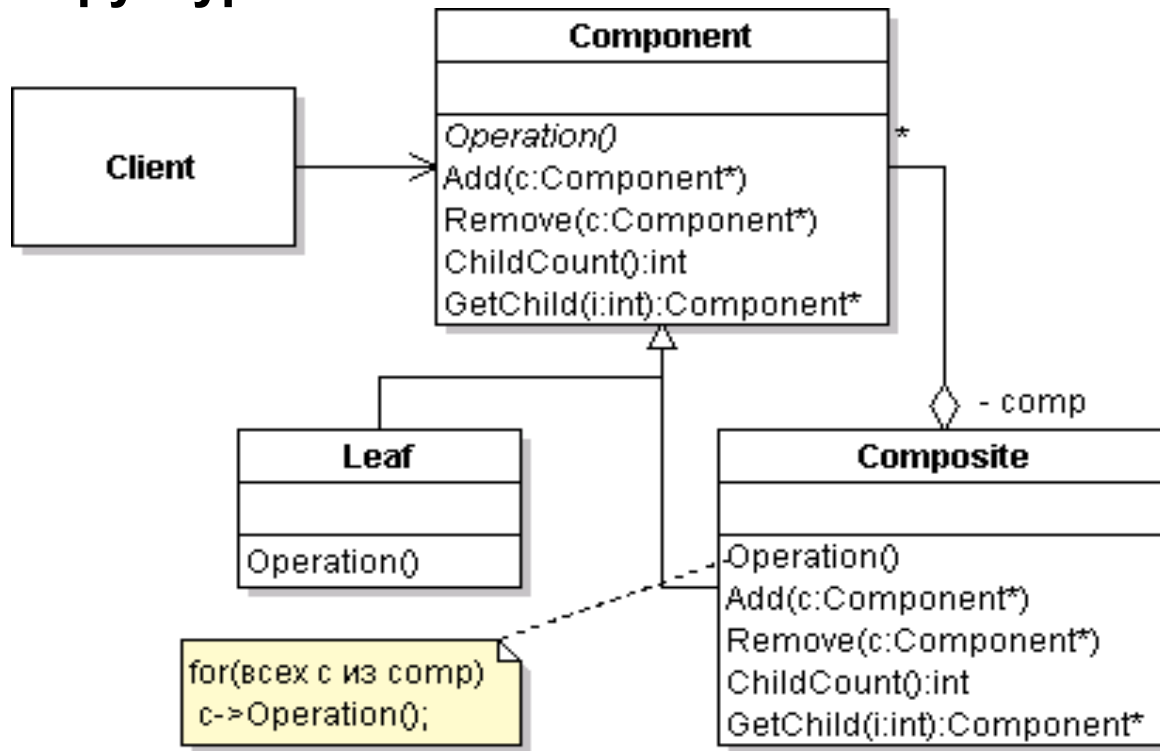 Component
Operation()
Add(c:Component*)
Remove(c:Component*)
ChildCount():int
GetChild(i:int):Component*
*
Client
- comp
Leaf
Operation()
Composite
Operation()
Add(c:Component*)
Remove(c:Component*)
ChildCount():int
GetChild(i:int):Component*
for(всех c из comp)
c->Operation();